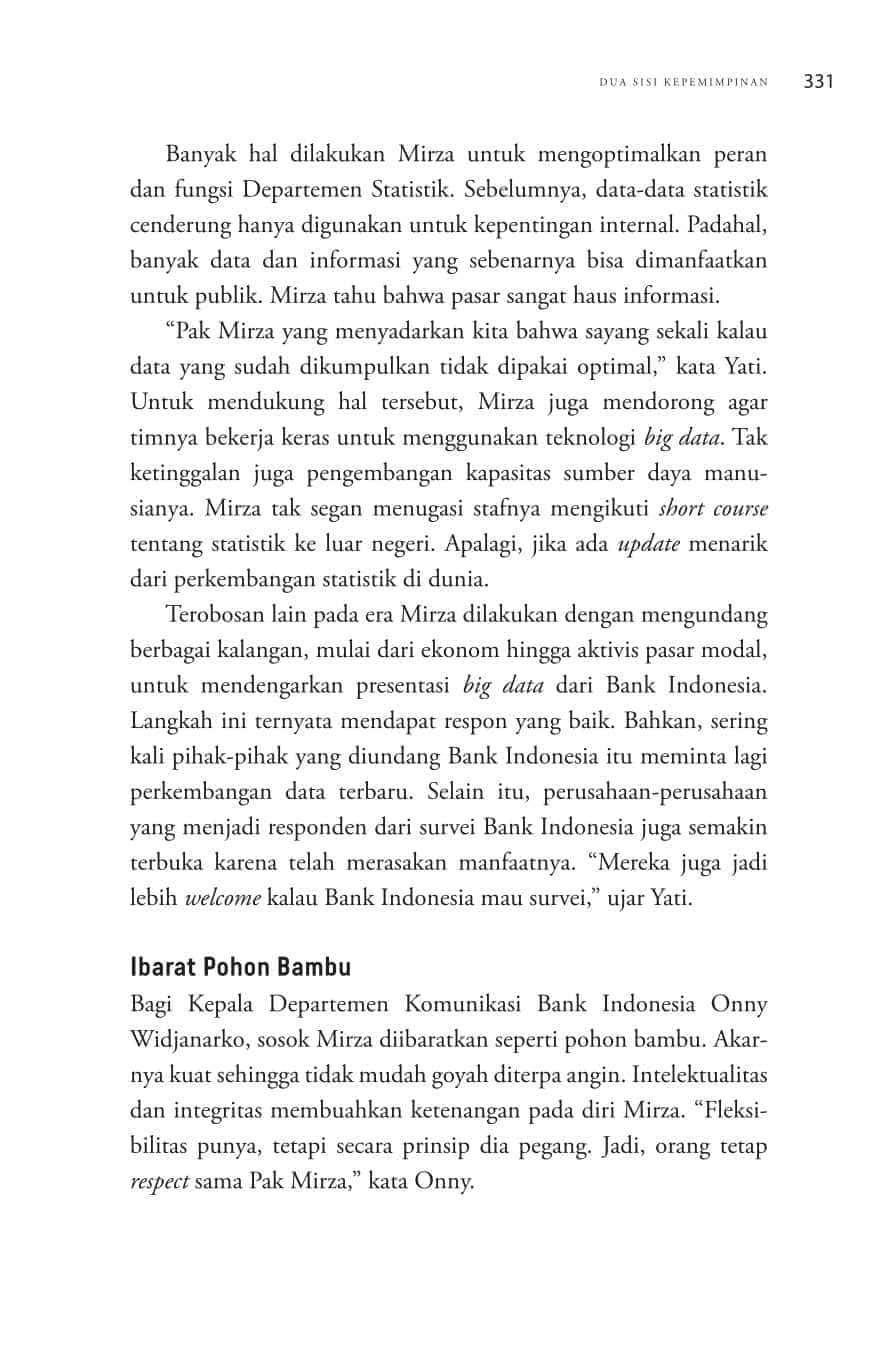 DUA SISI KEPEMIMPINAN 331
Banyak hal dilakukan Mirza untuk mengoptimalkan peran
dan fungsi Departemen Statistik. Sebelumnya, data-data statistik
cenderung hanya digunakan untuk kepentingan internal. Padahal,
banyak data dan informasi yang sebenarnya bisa dimanfaatkan
untuk publik. Mirza tahu bahwa pasar sangat haus informasi.
“Pak Mirza yang menyadarkan kita bahwa sayang sekali kalau
data yang sudah dikumpulkan tidak dipakai optimal,” kata Yati.
Untuk mendukung hal tersebut, Mirza juga mendorong agar
timnya bekerja keras untuk menggunakan teknologi big data. Tak
ketinggalan juga pengembangan kapasitas sumber daya manu-
sianya. Mirza tak segan menugasi stafnya mengikuti short course
tentang statistik ke luar negeri. Apalagi, jika ada update menarik
dari perkembangan statistik di dunia.
Terobosan lain pada era Mirza dilakukan dengan mengundang
berbagai kalangan, mulai dari ekonom hingga aktivis pasar modal,
untuk mendengarkan presentasi big data dari Bank Indonesia.
Langkah ini ternyata mendapat respon yang baik. Bahkan, sering
kali pihak-pihak yang diundang Bank Indonesia itu meminta lagi
perkembangan data terbaru. Selain itu, perusahaan-perusahaan
yang menjadi responden dari survei Bank Indonesia juga semakin
terbuka karena telah merasakan manfaatnya. “Mereka juga jadi
lebih welcome kalau Bank Indonesia mau survei,” ujar Yati.
Ibarat Pohon Bambu
Bagi Kepala Departemen Komunikasi Bank Indonesia Onny
Widjanarko, sosok Mirza diibaratkan seperti pohon bambu. Akar-
nya kuat sehingga tidak mudah goyah diterpa angin. Intelektualitas
dan integritas membuahkan ketenangan pada diri Mirza. “Fleksi-
bilitas punya, tetapi secara prinsip dia pegang. Jadi, orang tetap
respect sama Pak Mirza,” kata Onny.